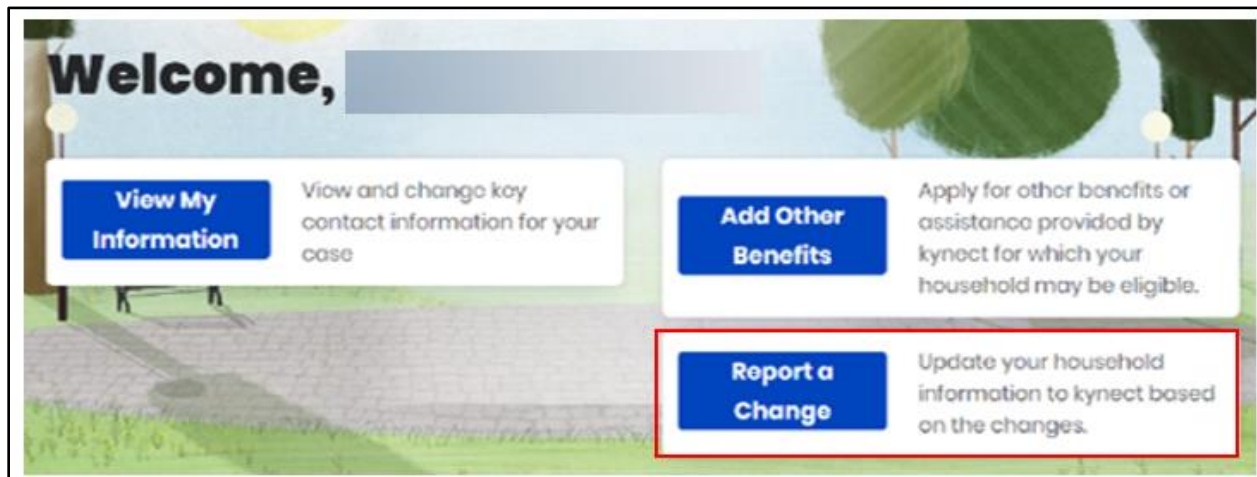 Welcome,
View My
Information
View and change key
contact information for your
case
Add Other
Benefits
Apply for other benefits or
assistance provided by
kynect for which your
household may be eligible.
Report a
Change
Update your household
information to kynect based
on the changes.